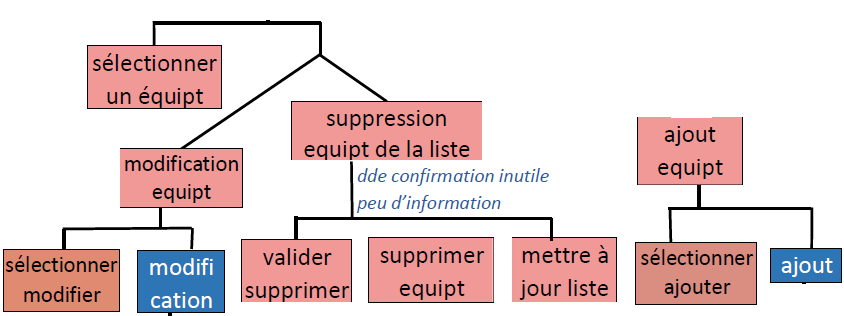 sélectionner
un équipt
suppression
equipt de la liste
ajout
equipt
modification
equipt
dde confirmation inutile
peu d'information
sélectionner
modifier
modifi
cation
valider
supprimer
supprimer
equipt
mettre à
jour liste
sélectionner
ajouter
ajout